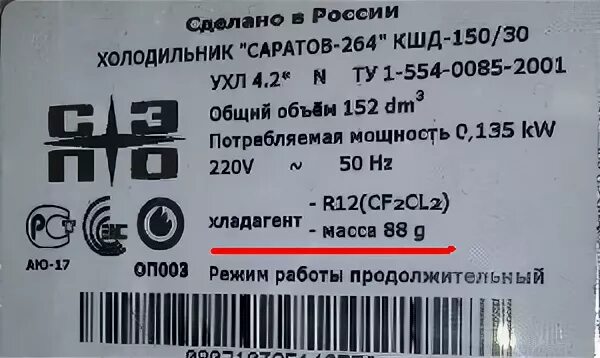 Сделано в России
ХОЛОДИЛЬНИК "САРАТОВ-264" КШД-150/30
УХЛ 4.2* N ТУ 1-554-0085-2001
Общий объём 152 dm³
Потребляемая мощность 0,135 kW
220V ~ 50 Hz
СЭПО
хладагент - R12(CF2CL2)
- масса 88 g
РСТ
АЮ-17 ОП003
Режим работы продолжительный